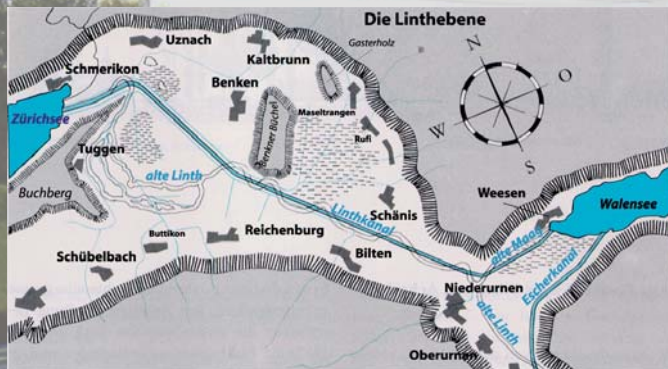 Die Linthebene
Uznach
Kaltbrunn
Gasterholz
N
O
W
S
Schmerikon
Benken
Maseltrangen
Zürichsee
Benkner Büchel
Rufi
Tuggen
alte Linth
Weesen
Walensee
Buchberg
Linthkanal
Schänis
Buttikon
Reichenburg
alte Maag
Escherkanal
Schübelbach
Bilten
Niederurnen
alte Linth
Oberurnan